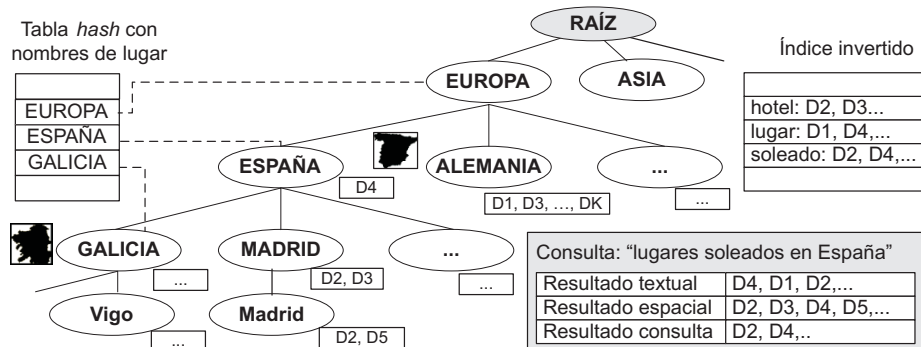 Tabla hash con
nombres de lugar
EUROPA
ESPAÑA
GALICIA
RAÍZ
EUROPA
ASIA
ESPAÑA
D4
ALEMANIA
D1, D3, …, DK
...
...
GALICIA
...
MADRID
D2, D3
...
...
Vigo
...
Madrid
D2, D5
Índice invertido
hotel: D2, D3...
lugar: D1, D4,...
soleado: D2, D4,...
Consulta: “lugares soleados en España”
Resultado textual D4, D1, D2,...
Resultado espacial D2, D3, D4, D5,...
Resultado consulta D2, D4,..